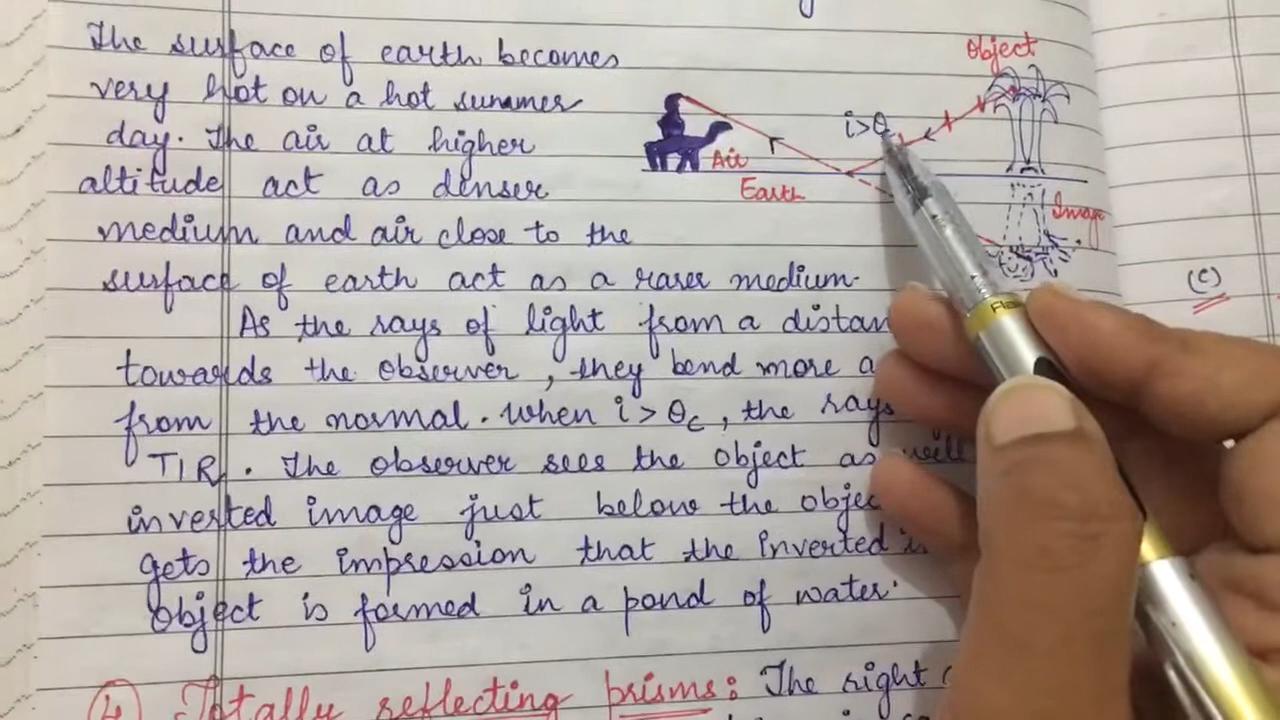 The surface of earth becomes
very hot on a hot summer
day. The air at higher
altitude act as denser
medium and air close to the
surface of earth act as a rarer medium.
As the rays of light from a distan
towards the observer, they bend more a
from the normal. When i > θc, the rays
TIR. The observer sees the object as well
inverted image just below the objec
gets the impression that the inverted
object is formed in a pond of water.
4 Totally reflecting prisms: The right
Object
i>θ
Air
Earth
Image
(C)